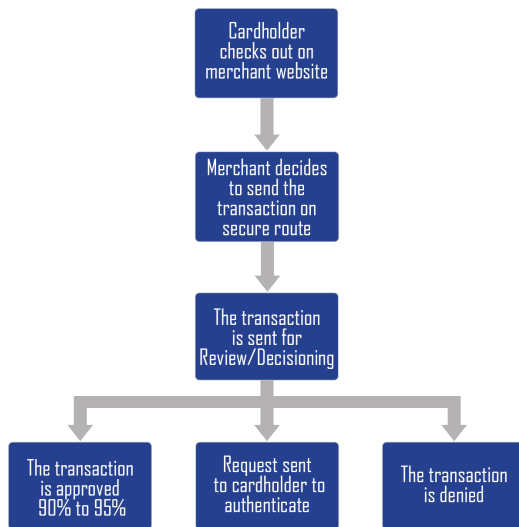 Cardholder
checks out on
merchant website
Merchant decides
to send the
transaction on
secure route
The transaction
is sent for
Review/Decisioning
The transaction
is approved
90% to 95%
Request sent
to cardholder to
authenticate
The transaction
is denied